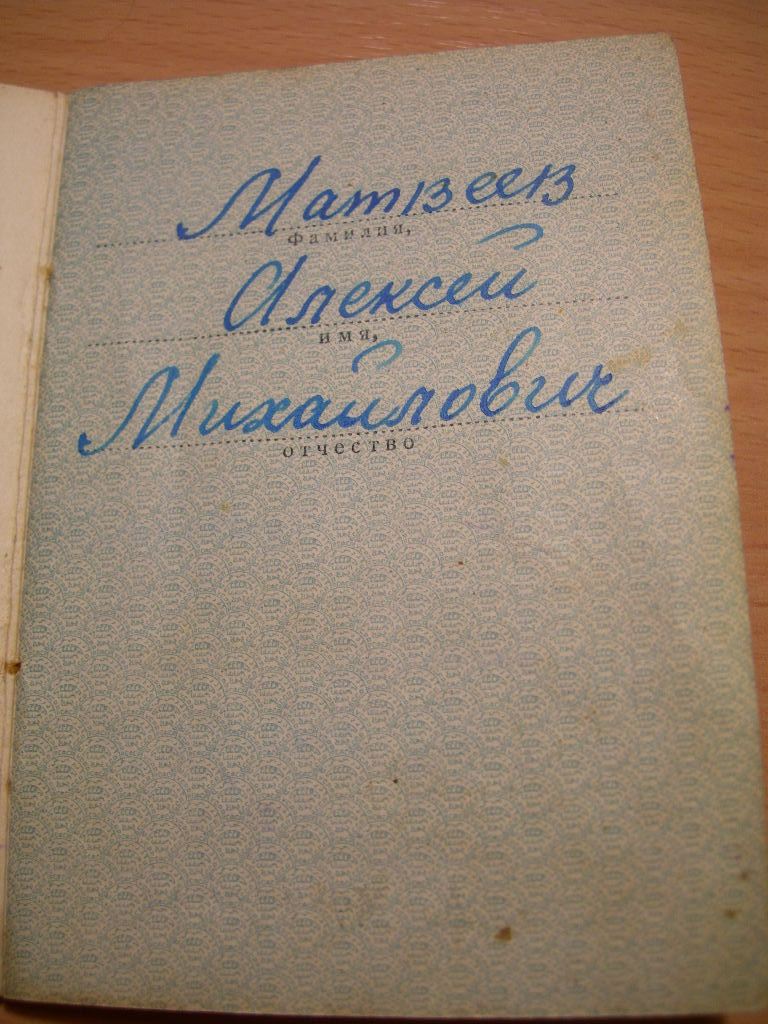 Матвеев
фамилия,
Алексей
имя,
Михайлович
отчество